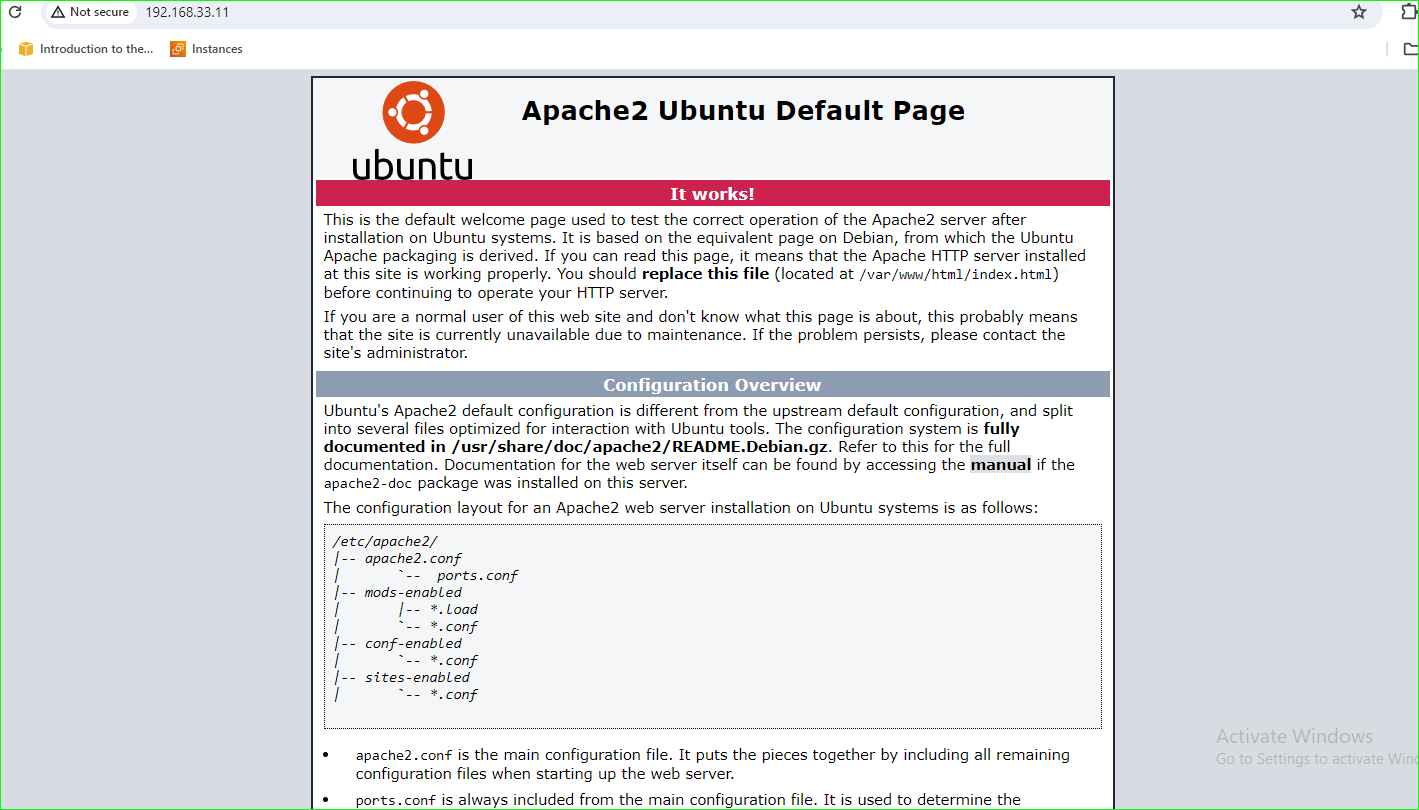 Not secure 192.168.33.11
Introduction to the... Instances
ubuntu
Apache2 Ubuntu Default Page
It works!
This is the default welcome page used to test the correct operation of the Apache2 server after
installation on Ubuntu systems. It is based on the equivalent page on Debian, from which the Ubuntu
Apache packaging is derived. If you can read this page, it means that the Apache HTTP server installed
at this site is working properly. You should replace this file (located at /var/www/html/index.html)
before continuing to operate your HTTP server.
If you are a normal user of this web site and don't know what this page is about, this probably means
that the site is currently unavailable due to maintenance. If the problem persists, please contact the
site's administrator.
Configuration Overview
Ubuntu's Apache2 default configuration is different from the upstream default configuration, and split
into several files optimized for interaction with Ubuntu tools. The configuration system is fully
documented in /usr/share/doc/apache2/README.Debian.gz. Refer to this for the full
documentation. Documentation for the web server itself can be found by accessing the manual if the
apache2-doc package was installed on this server.
The configuration layout for an Apache2 web server installation on Ubuntu systems is as follows:
/etc/apache2/
|-- apache2.conf
|       `--  ports.conf
|-- mods-enabled
|       |-- *.load
|       `-- *.conf
|-- conf-enabled
|       `-- *.conf
|-- sites-enabled
|       `-- *.conf
• apache2.conf is the main configuration file. It puts the pieces together by including all remaining
configuration files when starting up the web server.
• ports.conf is always included from the main configuration file. It is used to determine the
Activate Windows
Go to Settings to activate Win